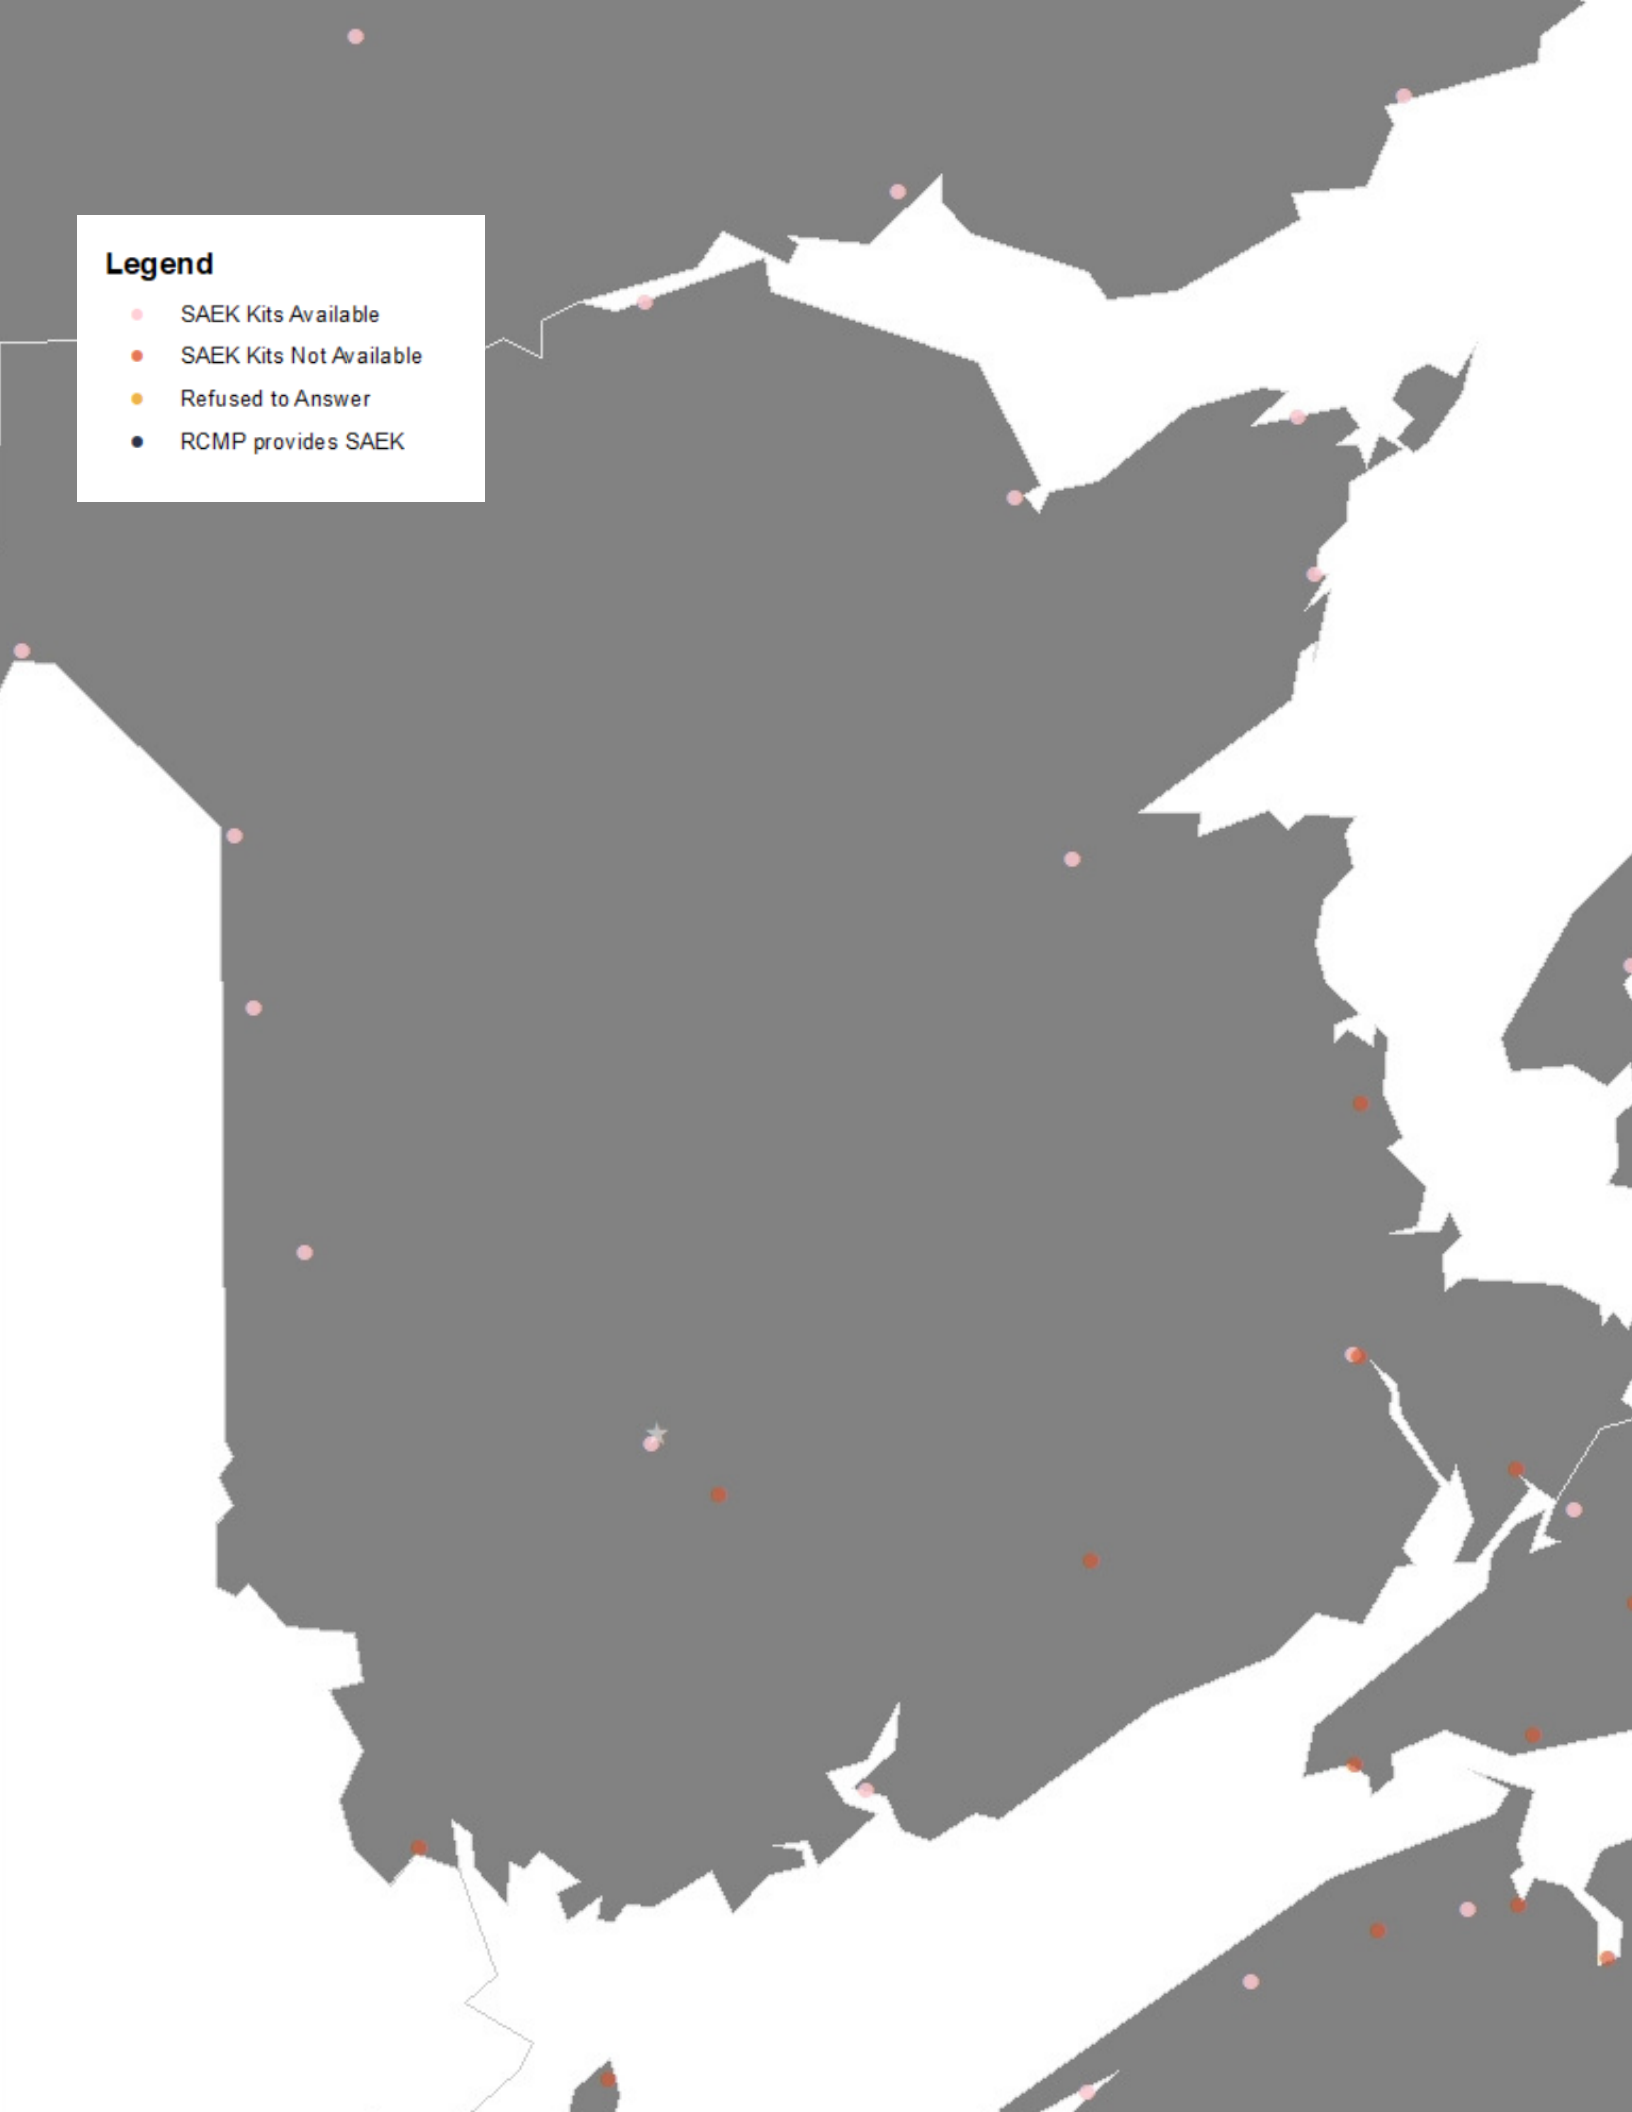 Legend
SAEK Kits Available
SAEK Kits Not Available
Refused to Answer
RCMP provides SAEK